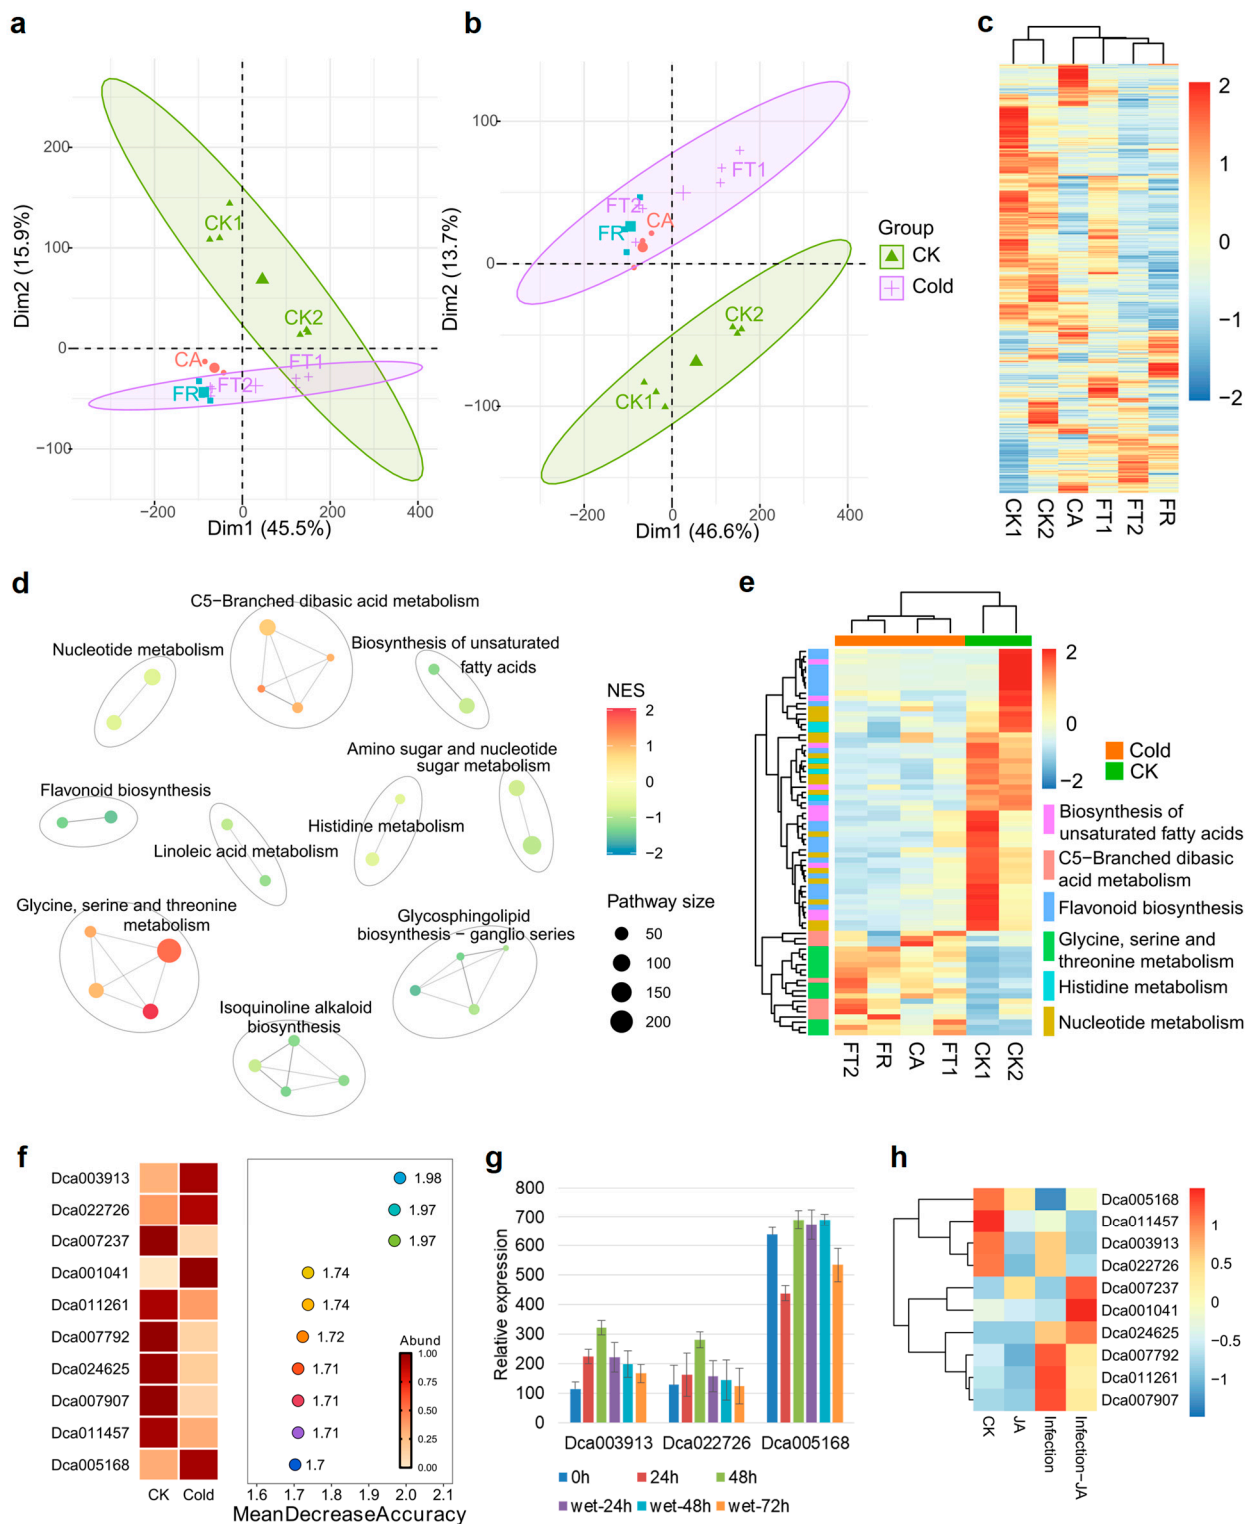 a
200
100
0
−100
−200
0
200
400
Dim2 (15.9%)
Dim1 (45.5%)
CK1
CK2
CA
FT1
FT2
FR
b
100
0
−100
−200
0
200
400
Dim2 (13.7%)
Dim1 (46.6%)
FT1
FT2
CA
FR
CK2
CK1
Group
CK
Cold
c
2
1
0
−1
−2
CK1
CK2
CA
FT1
FT2
FR
d
C5−Branched dibasic acid metabolism
Nucleotide metabolism
Biosynthesis of unsaturated
fatty acids
Amino sugar and nucleotide
sugar metabolism
Flavonoid biosynthesis
Histidine metabolism
Linoleic acid metabolism
Glycine, serine and threonine
metabolism
Glycosphingolipid
biosynthesis − ganglio series
Isoquinoline alkaloid
biosynthesis
NES
2
1
0
−1
−2
Pathway size
50
100
150
200
e
2
0
−2
Cold
CK
Biosynthesis of
unsaturated fatty acids
C5−Branched dibasic
acid metabolism
Flavonoid biosynthesis
Glycine, serine and
threonine metabolism
Histidine metabolism
Nucleotide metabolism
FT2
FR
CA
FT1
CK1
CK2
f
Dca003913
Dca022726
Dca007237
Dca001041
Dca011261
Dca007792
Dca024625
Dca007907
Dca011457
Dca005168
CK
Cold
1.98
1.97
1.97
1.74
1.74
1.72
1.71
1.71
1.71
1.7
Abund
1.00
0.75
0.50
0.25
0.00
1.6
1.7
1.8
1.9
2.0
2.1
MeanDecreaseAccuracy
g
Relative expression
800
700
600
500
400
300
200
100
0
Dca003913
Dca022726
Dca005168
0h
24h
48h
wet−24h
wet−48h
wet−72h
h
Dca005168
Dca011457
Dca003913
Dca022726
Dca007237
Dca001041
Dca024625
Dca007792
Dca011261
Dca007907
CK
JA
Infection
Infection−JA
1
0.5
0
−0.5
−1